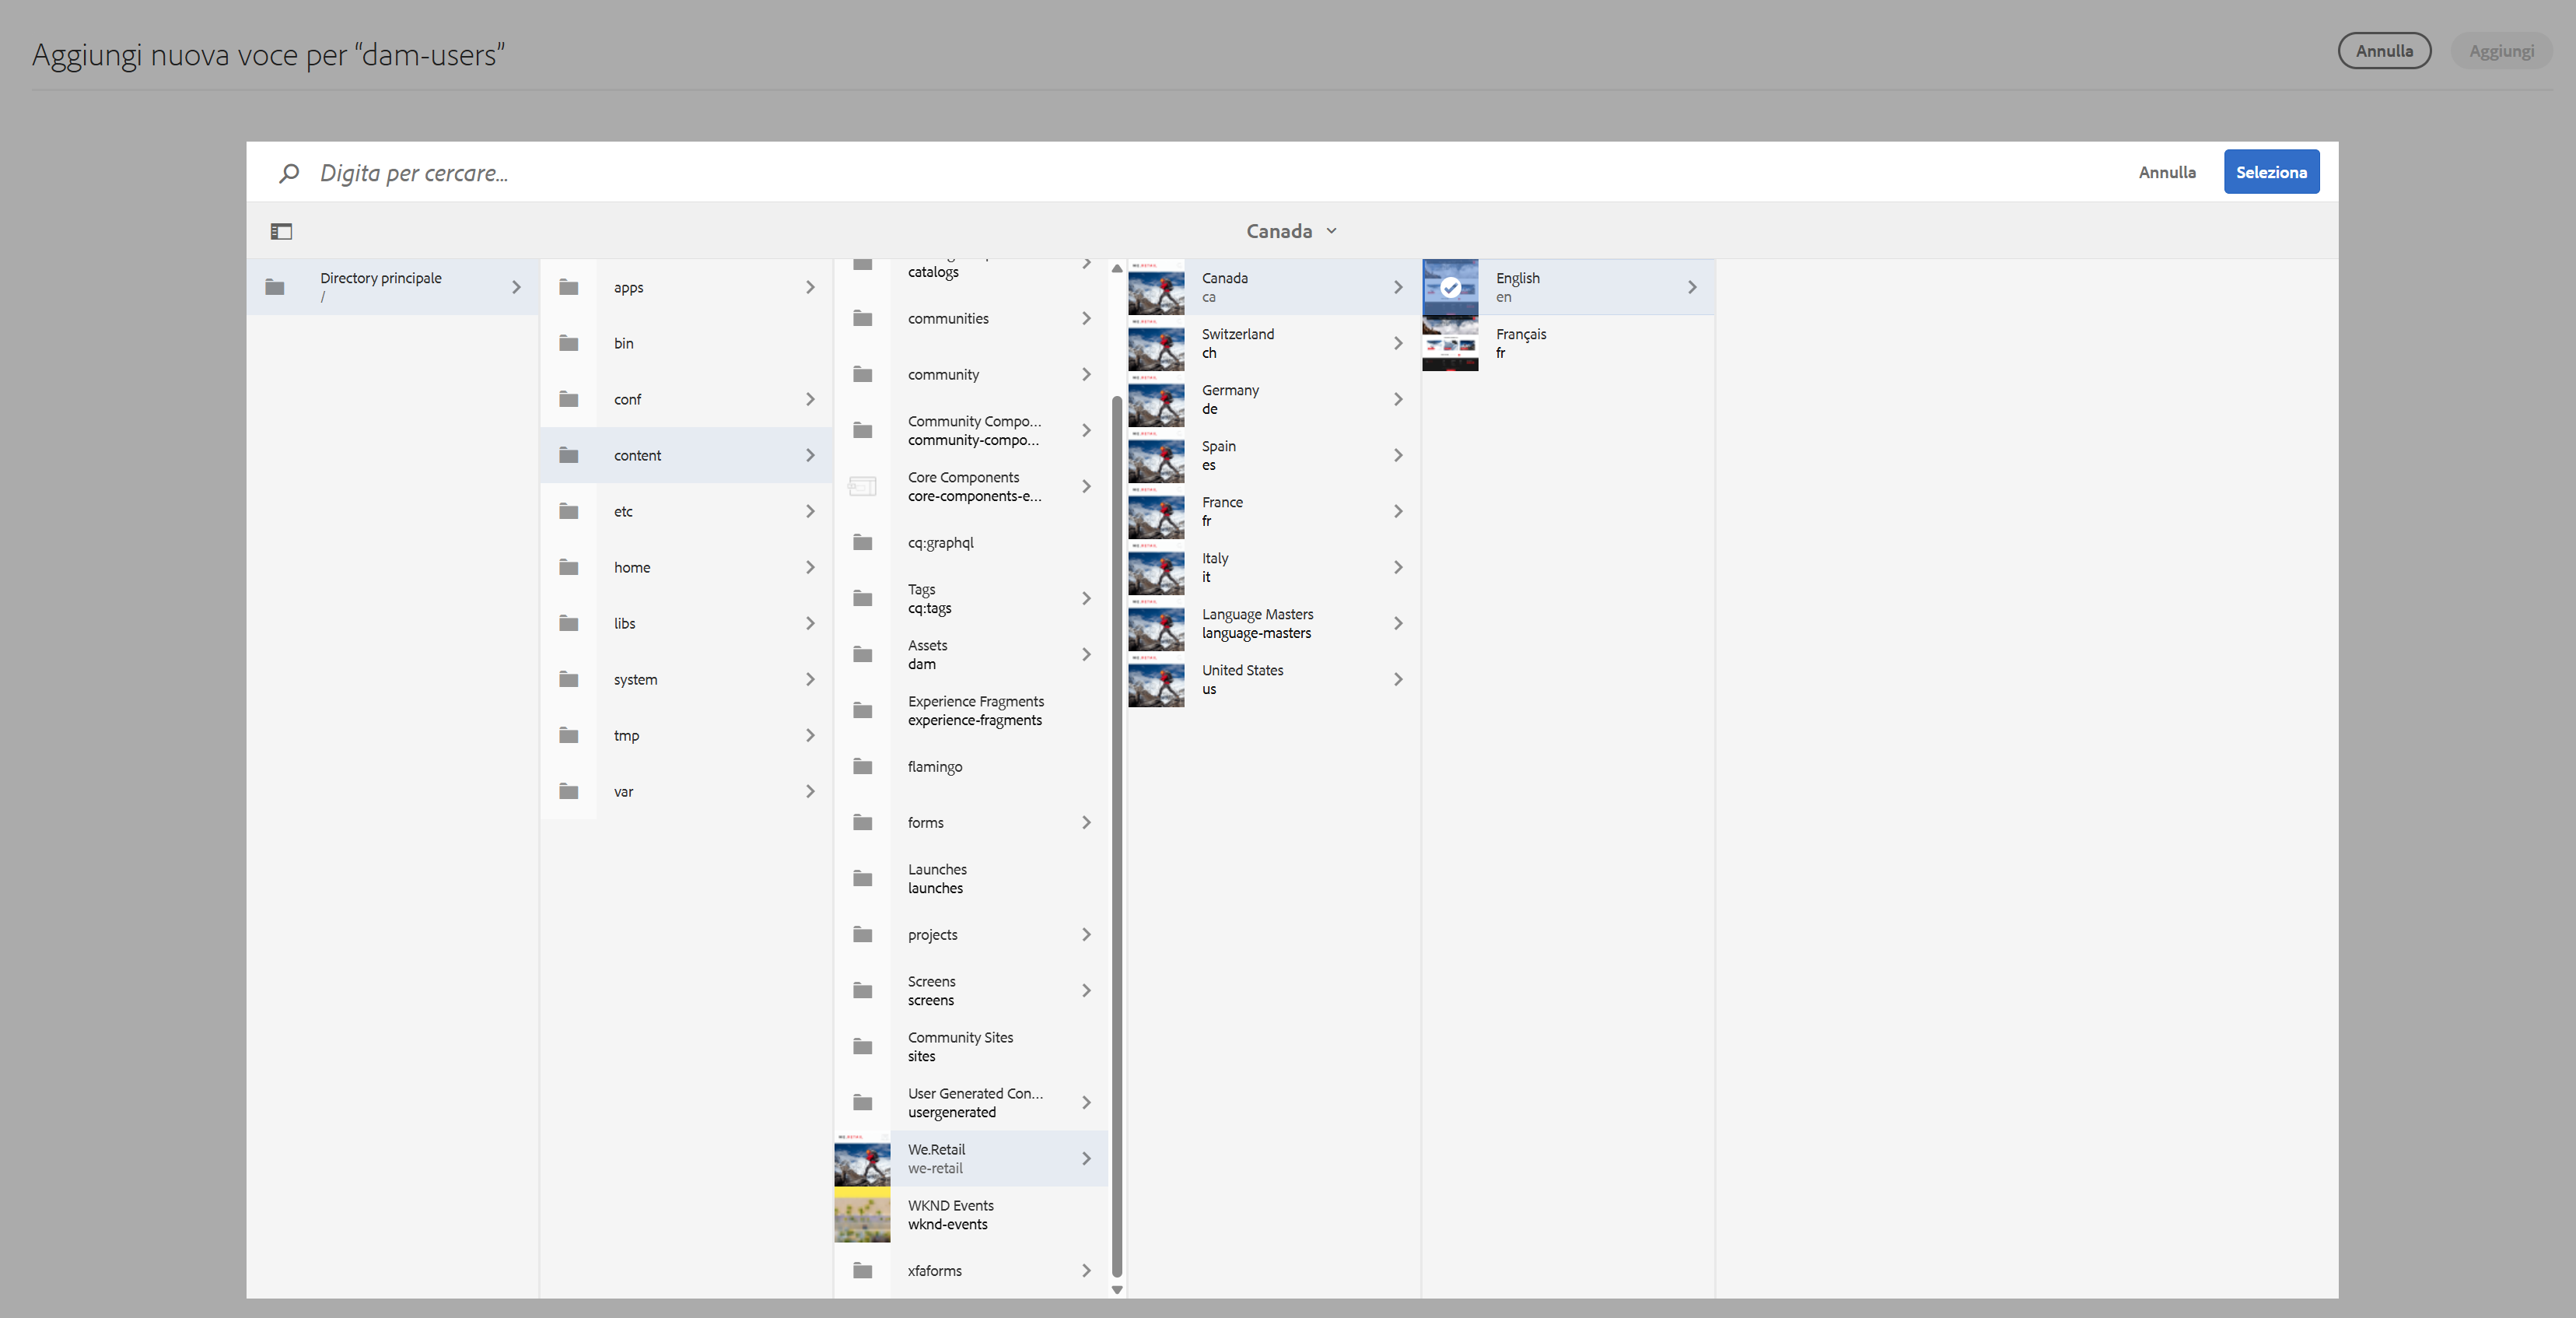 Aggiungi nuova voce per “dam-users”
Annulla
Aggiungi
Digita per cercare...
Annulla
Seleziona
Canada
Directory principale
/
apps
bin
conf
content
etc
home
libs
system
tmp
var
catalogs
communities
community
Community Compo...
community-compo...
Core Components
core-components-e...
cq:graphql
Tags
cq:tags
Assets
dam
Experience Fragments
experience-fragments
flamingo
forms
Launches
launches
projects
Screens
screens
Community Sites
sites
User Generated Con...
usergenerated
We.Retail
we-retail
WKND Events
wknd-events
xfaforms
Canada
ca
Switzerland
ch
Germany
de
Spain
es
France
fr
Italy
it
Language Masters
language-masters
United States
us
English
en
Français
fr